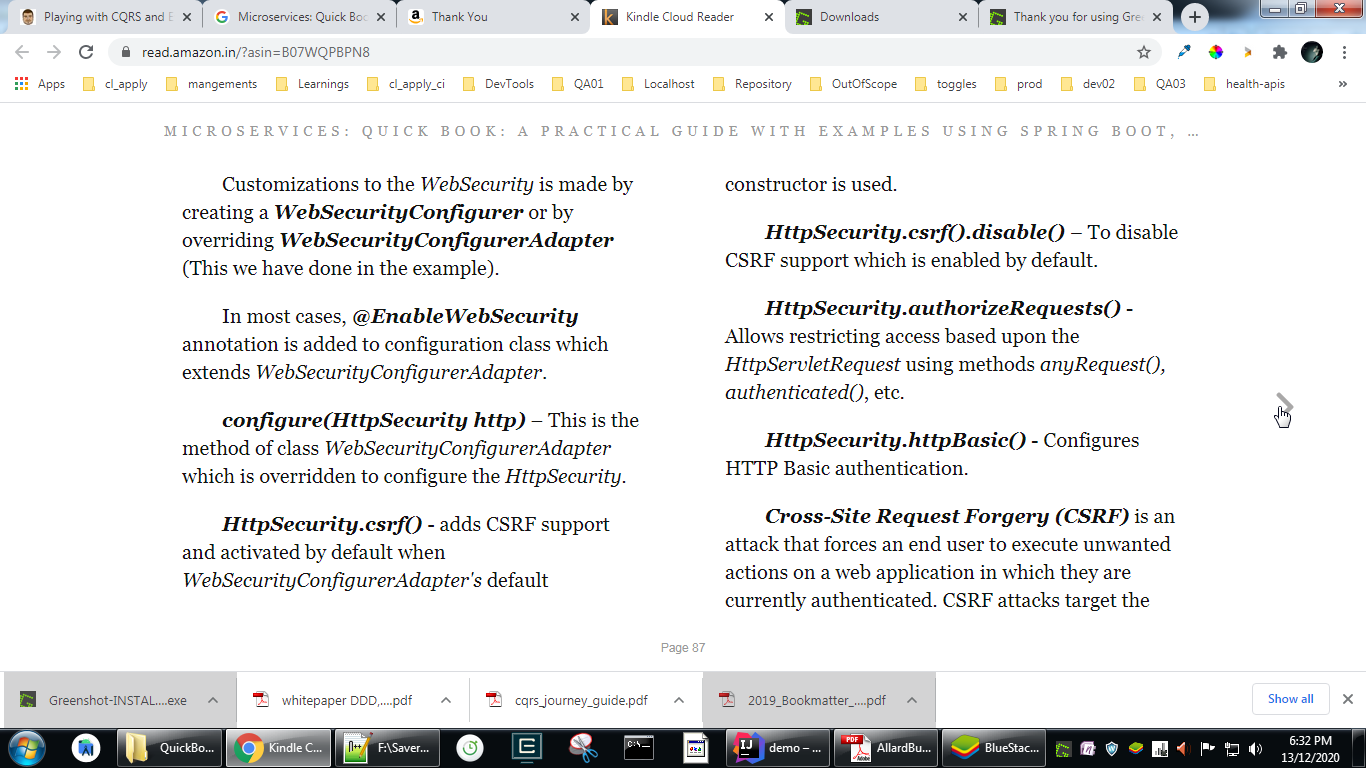 Playing with CQRS and E
Microservices: Quick Boo
Thank You
Kindle Cloud Reader
Downloads
Thank you for using Gre
read.amazon.in/?asin=B07WQPBPN8
Apps
cl_apply
mangements
Learnings
cl_apply_ci
DevTools
QA01
Localhost
Repository
OutOfScope
toggles
prod
dev02
QA03
health-apis
»
MICROSERVICES: QUICK BOOK: A PRACTICAL GUIDE WITH EXAMPLES USING SPRING BOOT, …
Customizations to the WebSecurity is made by
creating a WebSecurityConfigurer or by
overriding WebSecurityConfigurerAdapter
(This we have done in the example).
In most cases, @EnableWebSecurity
annotation is added to configuration class which
extends WebSecurityConfigurerAdapter.
configure(HttpSecurity http) – This is the
method of class WebSecurityConfigurerAdapter
which is overridden to configure the HttpSecurity.
HttpSecurity.csrf() - adds CSRF support
and activated by default when
WebSecurityConfigurerAdapter's default
constructor is used.
HttpSecurity.csrf().disable() – To disable
CSRF support which is enabled by default.
HttpSecurity.authorizeRequests() -
Allows restricting access based upon the
HttpServletRequest using methods anyRequest(),
authenticated(), etc.
HttpSecurity.httpBasic() - Configures
HTTP Basic authentication.
Cross-Site Request Forgery (CSRF) is an
attack that forces an end user to execute unwanted
actions on a web application in which they are
currently authenticated. CSRF attacks target the
Page 87
Greenshot-INSTAL....exe
whitepaper DDD,....pdf
cqrs_journey_guide.pdf
2019_Bookmatter_....pdf
Show all
QuickBo...
Kindle C...
F:\Saver...
demo – ...
AllardBu...
BlueStac...
6:32 PM
13/12/2020